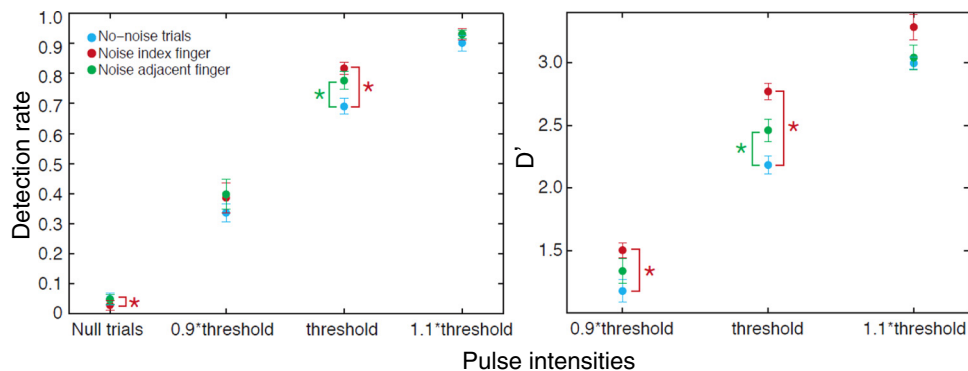 1.0
0.9
0.8
0.7
0.6
0.5
0.4
0.3
0.2
0.1
0
Detection rate
No-noise trials
Noise index finger
Noise adjacent finger
*
*
*
Null trials
0.9*threshold
threshold
1.1*threshold
3.0
2.5
2.0
1.5
D'
*
*
*
0.9*threshold
threshold
1.1*threshold
Pulse intensities